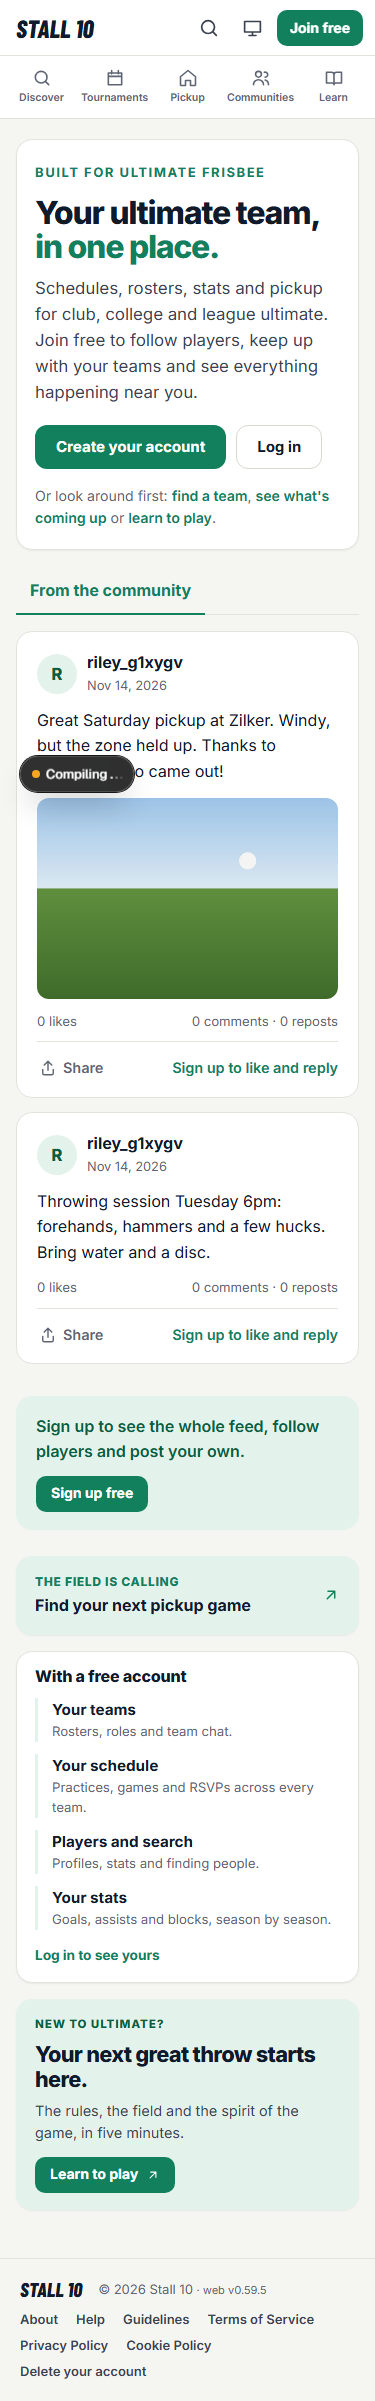 STALL 10
Join free
Discover
Tournaments
Pickup
Communities
Learn
BUILT FOR ULTIMATE FRISBEE
Your ultimate team,
in one place.
Schedules, rosters, stats and pickup
for club, college and league ultimate.
Join free to follow players, keep up
with your teams and see everything
happening near you.
Create your account
Log in
Or look around first: find a team, see what's
coming up or learn to play.
From the community
R
riley_g1xygv
Nov 14, 2026
Great Saturday pickup at Zilker. Windy,
but the zone held up. Thanks to
Compiling ...
o came out!
0 likes
0 comments · 0 reposts
Share
Sign up to like and reply
R
riley_g1xygv
Nov 14, 2026
Throwing session Tuesday 6pm:
forehands, hammers and a few hucks.
Bring water and a disc.
0 likes
0 comments · 0 reposts
Share
Sign up to like and reply
Sign up to see the whole feed, follow
players and post your own.
Sign up free
THE FIELD IS CALLING
Find your next pickup game
With a free account
Your teams
Rosters, roles and team chat.
Your schedule
Practices, games and RSVPs across every
team.
Players and search
Profiles, stats and finding people.
Your stats
Goals, assists and blocks, season by season.
Log in to see yours
NEW TO ULTIMATE?
Your next great throw starts
here.
The rules, the field and the spirit of the
game, in five minutes.
Learn to play
STALL 10
© 2026 Stall 10 · web v0.59.5
About
Help
Guidelines
Terms of Service
Privacy Policy
Cookie Policy
Delete your account